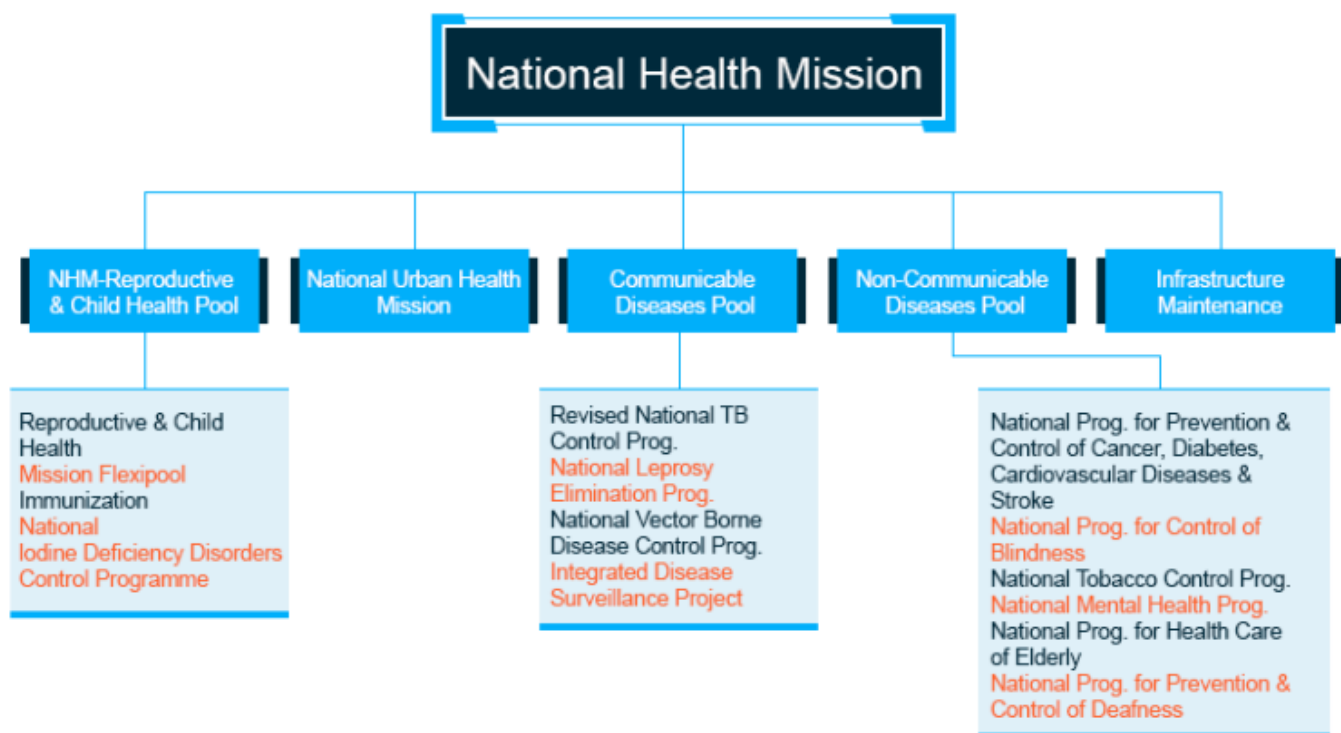 National Health Mission
NHM-Reproductive
& Child Health Pool
National Urban Health
Mission
Communicable
Diseases Pool
Non-Communicable
Diseases Pool
Infrastructure
Maintenance
Reproductive & Child
Health
Mission Flexipool
Immunization
National
Iodine Deficiency Disorders
Control Programme
Revised National TB
Control Prog.
National Leprosy
Elimination Prog.
National Vector Borne
Disease Control Prog.
Integrated Disease
Surveillance Project
National Prog. for Prevention &
Control of Cancer, Diabetes,
Cardiovascular Diseases &
Stroke
National Prog. for Control of
Blindness
National Tobacco Control Prog.
National Mental Health Prog.
National Prog. for Health Care
of Elderly
National Prog. for Prevention &
Control of Deafness